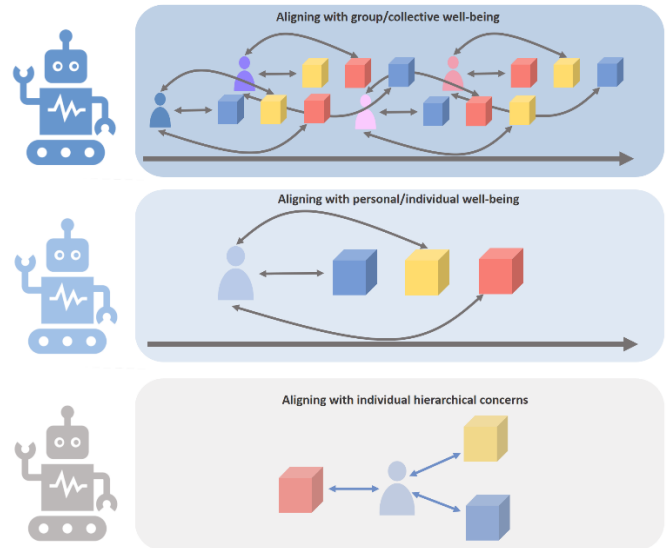 Aligning with group/collective well-being
Aligning with personal/individual well-being
Aligning with individual hierarchical concerns